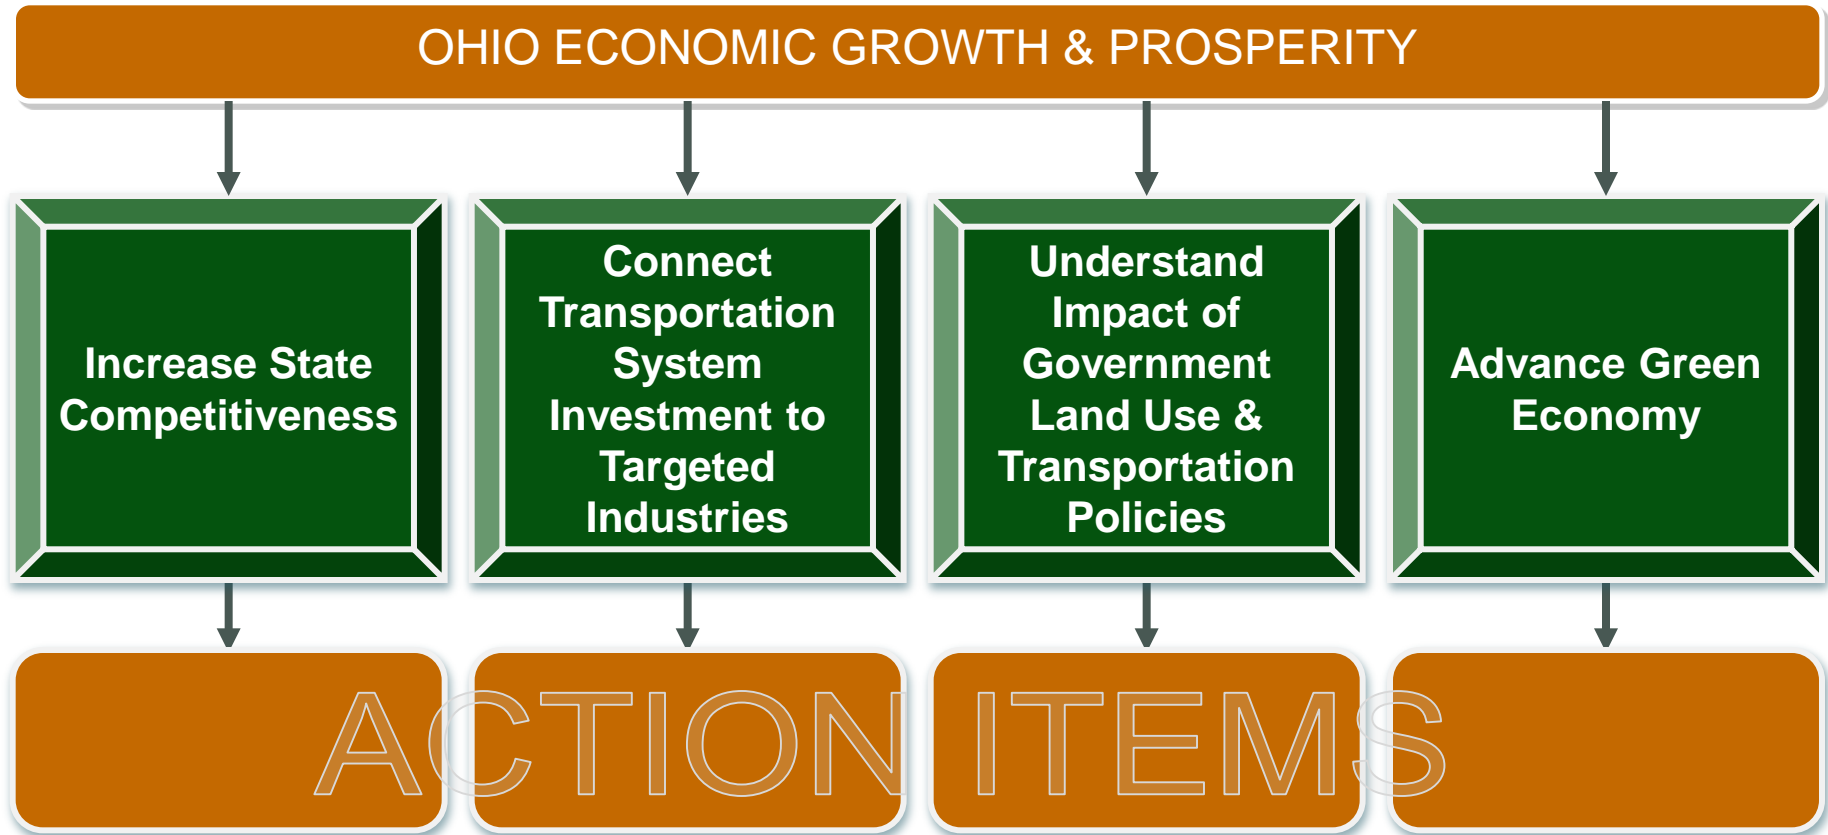 OHIO ECONOMIC GROWTH & PROSPERITY
Increase State
Competitiveness
Connect
Transportation
System
Investment to
Targeted
Industries
Understand
Impact of
Government
Land Use &
Transportation
Policies
Advance Green
Economy
ACTION ITEMS